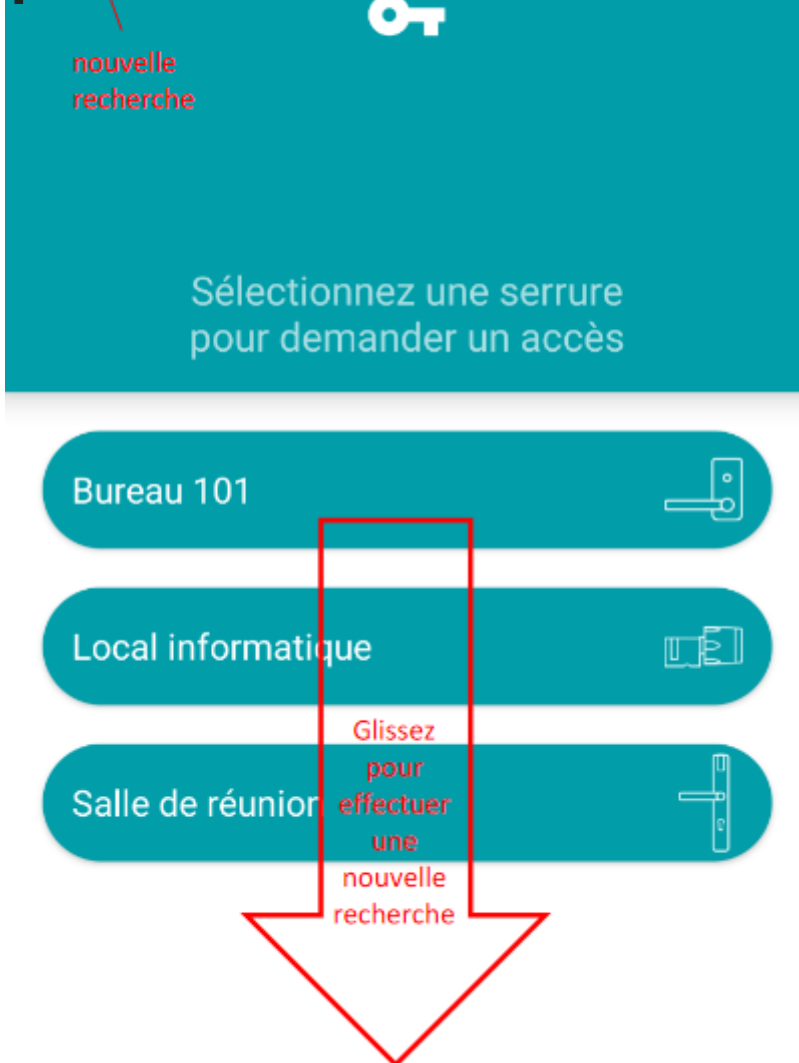 nouvelle
recherche
Sélectionnez une serrure
pour demander un accès
Bureau 101
Local informatique
Salle de réunion
Glissez
pour
effectuer
une
nouvelle
recherche